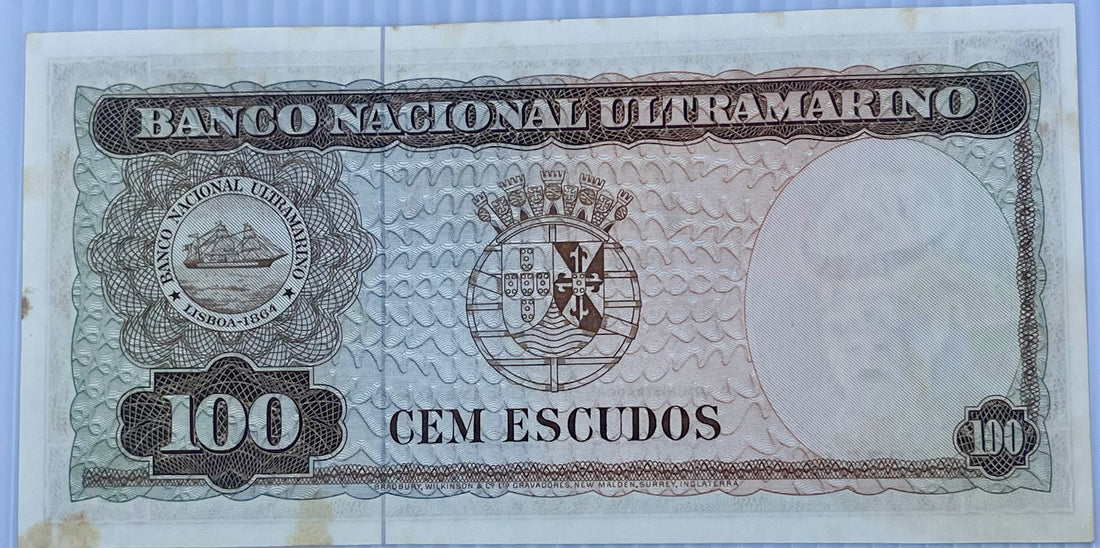 BANCO NACIONAL ULTRAMARINO
BANCO NACIONAL ULTRAMARINO
★ LISBOA-1864 ★
100
CEM ESCUDOS
100
BRADBURY, WILKINSON & Cº Lº GRAVADORES, NEW MALDEN, SURREY, INGLATERRA